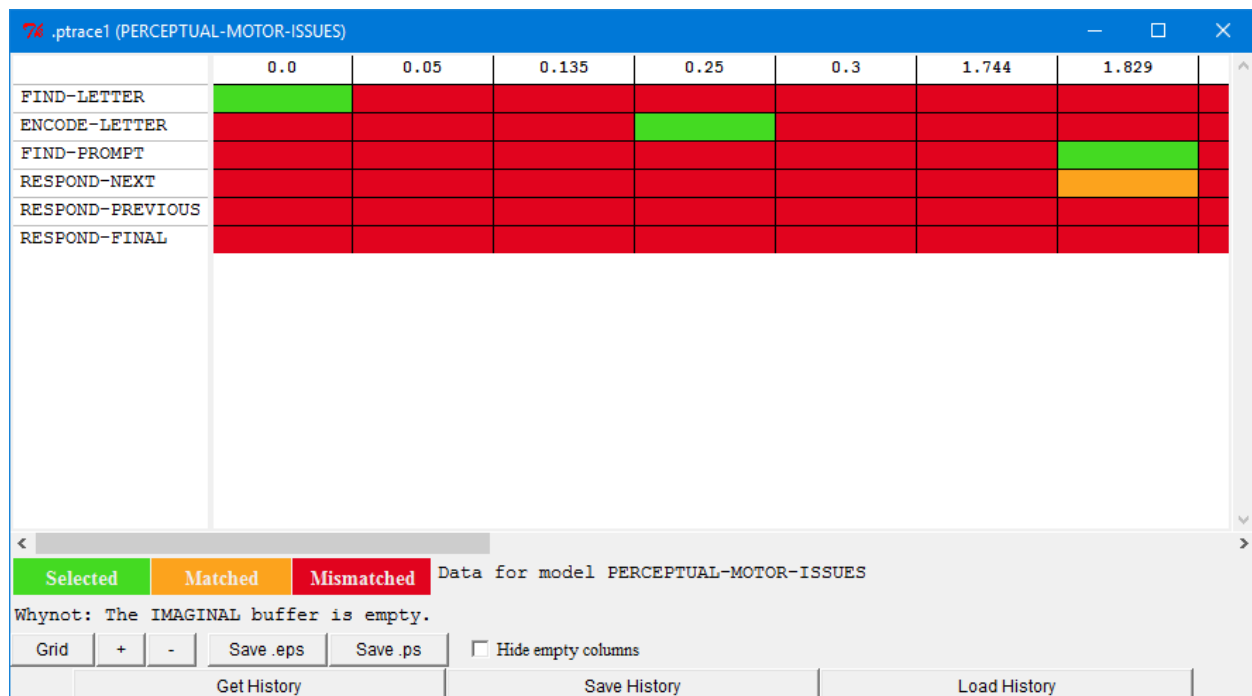 .ptrace1 (PERCEPTUAL-MOTOR-ISSUES)
0.0 0.05 0.135 0.25 0.3 1.744 1.829
FIND-LETTER
ENCODE-LETTER
FIND-PROMPT
RESPOND-NEXT
RESPOND-PREVIOUS
RESPOND-FINAL
Selected Matched Mismatched Data for model PERCEPTUAL-MOTOR-ISSUES
Whynot: The IMAGINAL buffer is empty.
Grid + - Save .eps Save .ps Hide empty columns
Get History Save History Load History